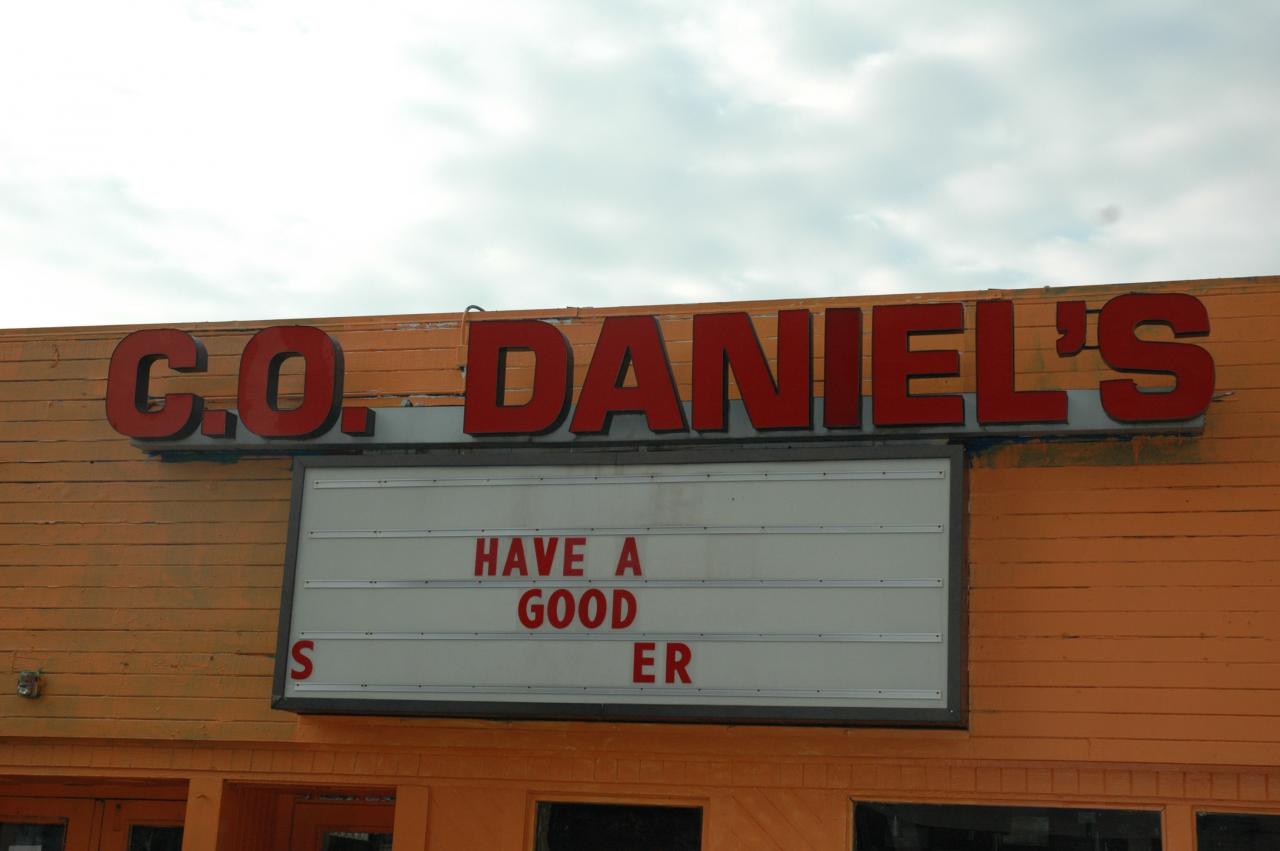 C.O. DANIEL'S
HAVE A
GOOD
S ER